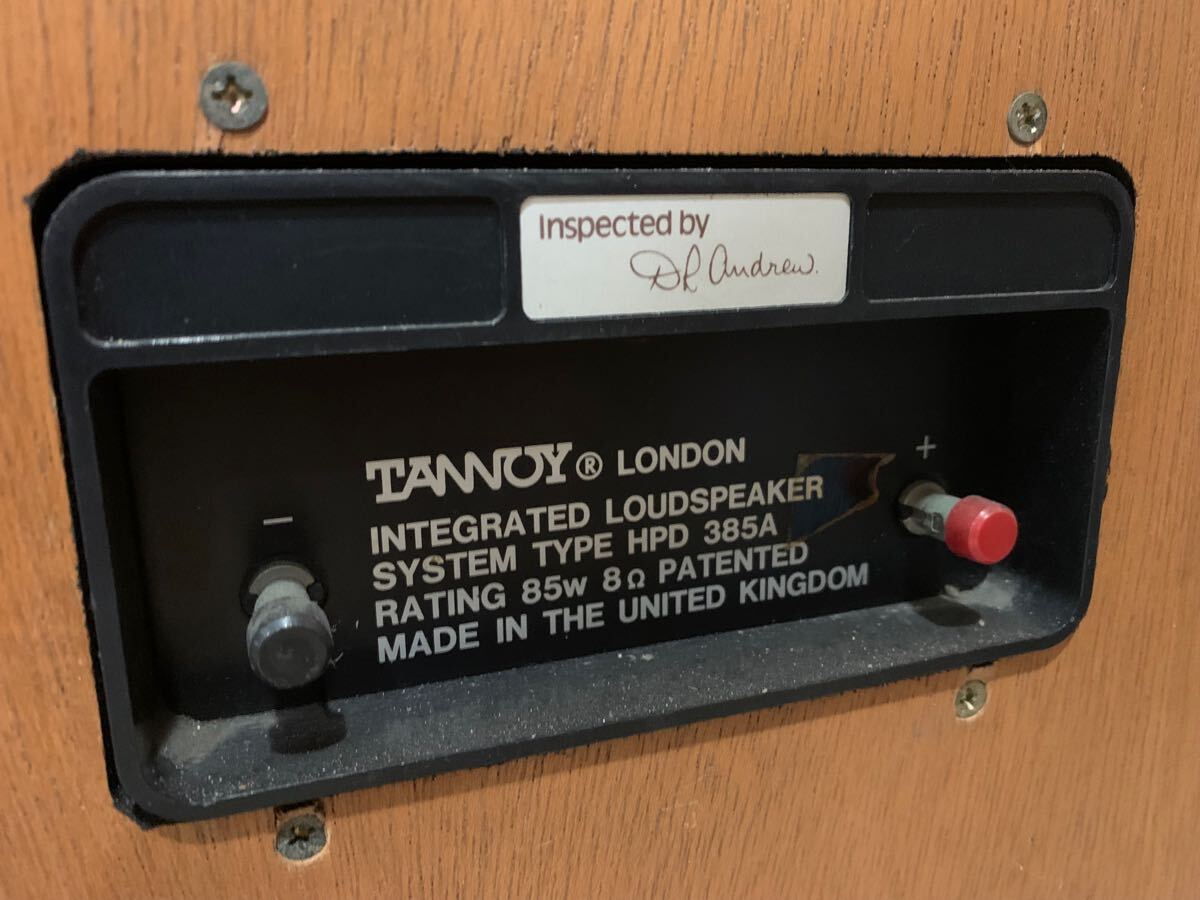 Inspected by
DL Andrew.
TANNOY® LONDON
INTEGRATED LOUDSPEAKER
SYSTEM TYPE HPD 385A
RATING 85w 8Ω PATENTED
MADE IN THE UNITED KINGDOM
−
+